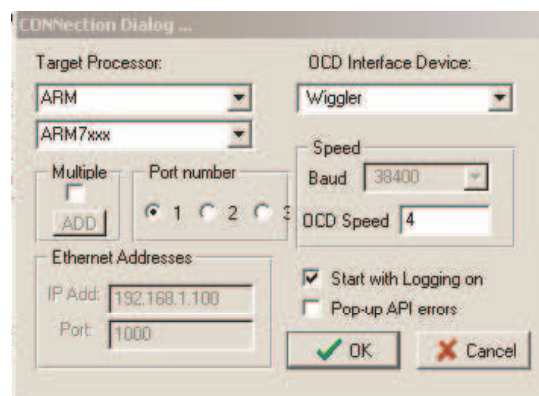 CONNection Dialog ...
Target Processor:
OCD Interface Device:
ARM
Wiggler
ARM7xxx
Multiple
Port number
Speed
Baud
38400
ADD
1
2
3
OCD Speed
4
Ethernet Addresses
IP Add:
192.168.1.100
Port:
1000
Start with Logging on
Pop-up API errors
OK
Cancel